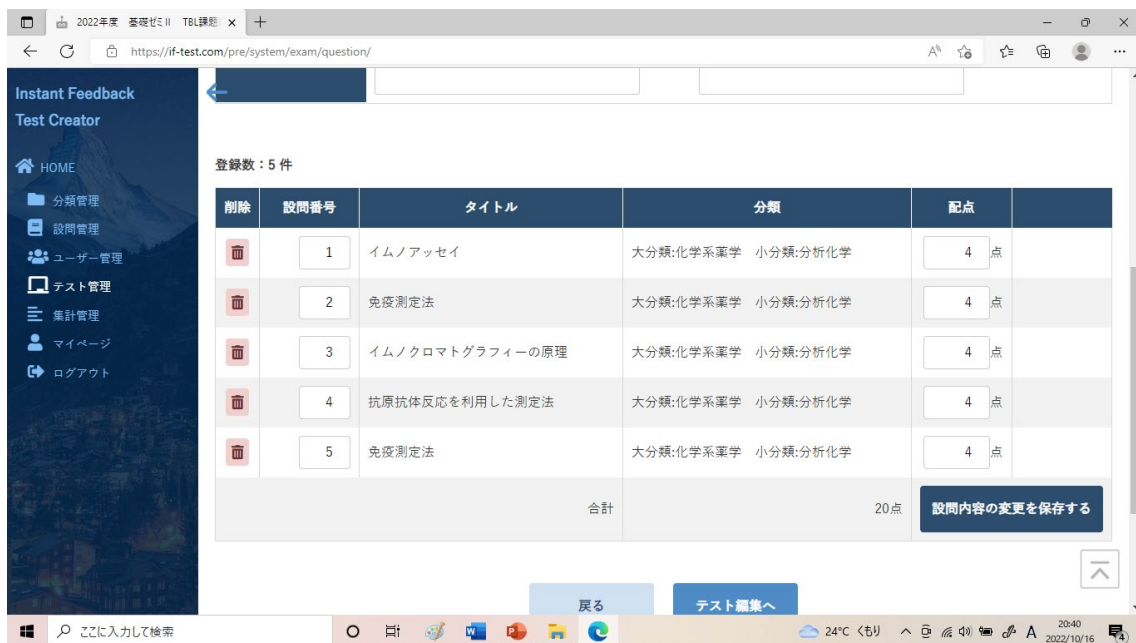 2022年度 基礎ゼミII TBL課題
https://if-test.com/pre/system/exam/question/
Instant Feedback
Test Creator
HOME
分類管理
設問管理
ユーザー管理
テスト管理
集計管理
マイページ
ログアウト
登録数：5 件
削除 設問番号 タイトル 分類 配点
1 イムノアッセイ 大分類:化学系薬学 小分類:分析化学 4 点
2 免疫測定法 大分類:化学系薬学 小分類:分析化学 4 点
3 イムノクロマトグラフィーの原理 大分類:化学系薬学 小分類:分析化学 4 点
4 抗原抗体反応を利用した測定法 大分類:化学系薬学 小分類:分析化学 4 点
5 免疫測定法 大分類:化学系薬学 小分類:分析化学 4 点
合計 20点 設問内容の変更を保存する
戻る テスト編集へ
ここに入力して検索 24°C くもり A 20:40
2022/10/16